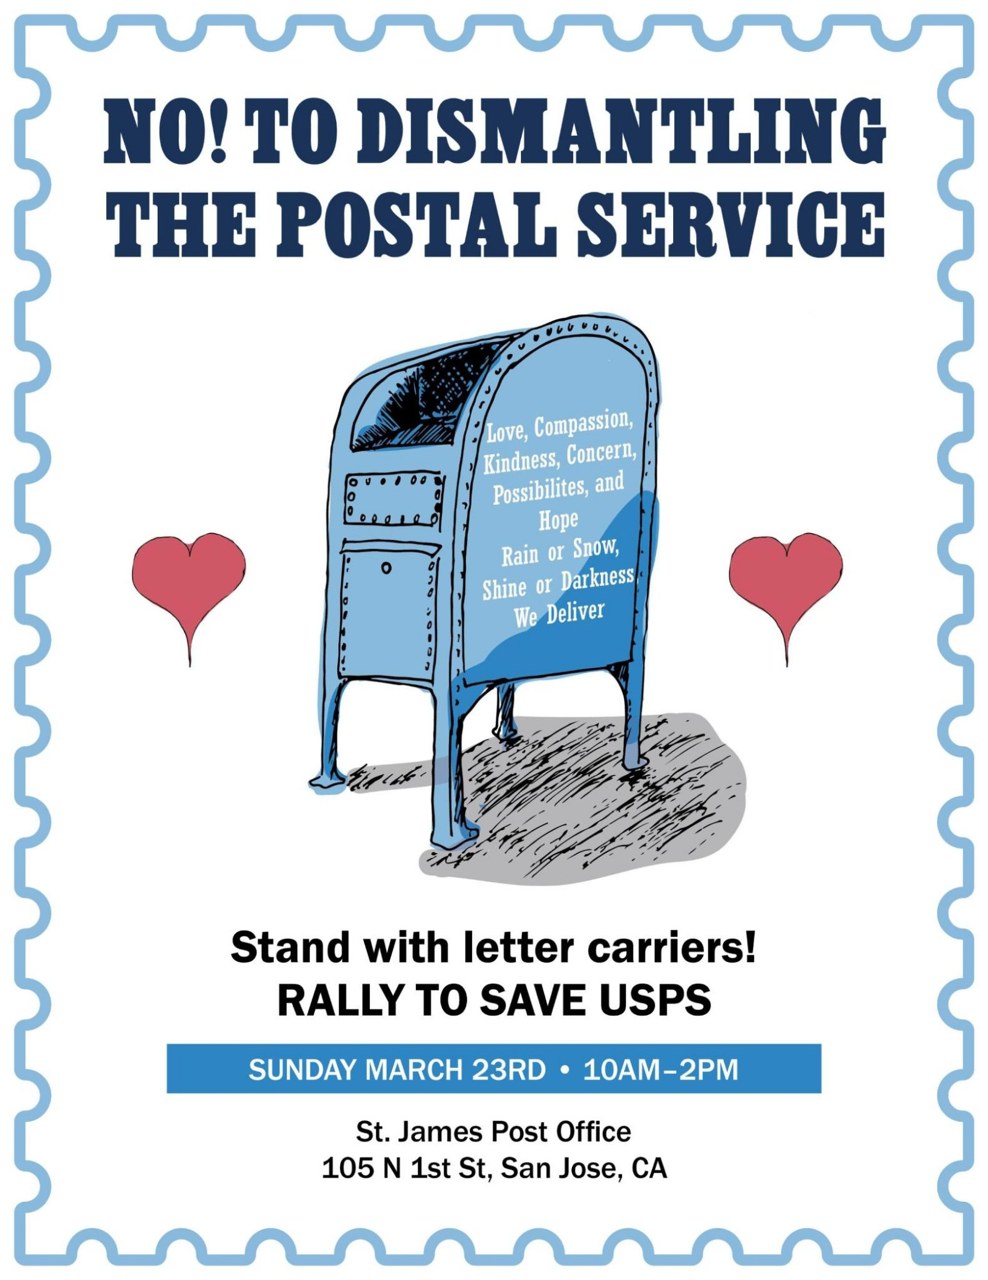 NO! TO DISMANTLING
THE POSTAL SERVICE
Love, Compassion,
Kindness, Concern,
Possibilites, and
Hope
Rain or Snow,
Shine or Darkness
We Deliver
Stand with letter carriers!
RALLY TO SAVE USPS
SUNDAY MARCH 23RD • 10AM–2PM
St. James Post Office
105 N 1st St, San Jose, CA